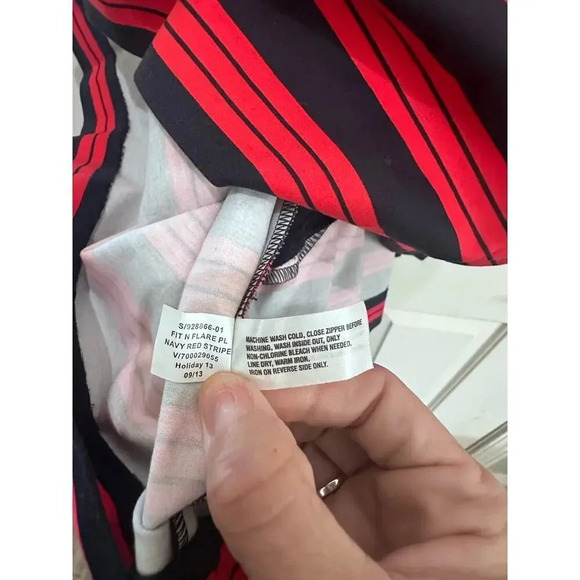 S/928866-01
FIT N FLARE PL
NAVY RED STRIPE
V/700029055
Holiday 13
09/13
MACHINE WASH COLD, CLOSE ZIPPER BEFORE
WASHING, WASH INSIDE OUT, ONLY
NON-CHLORINE BLEACH WHEN NEEDED,
LINE DRY, WARM IRON.
IRON ON REVERSE SIDE ONLY.